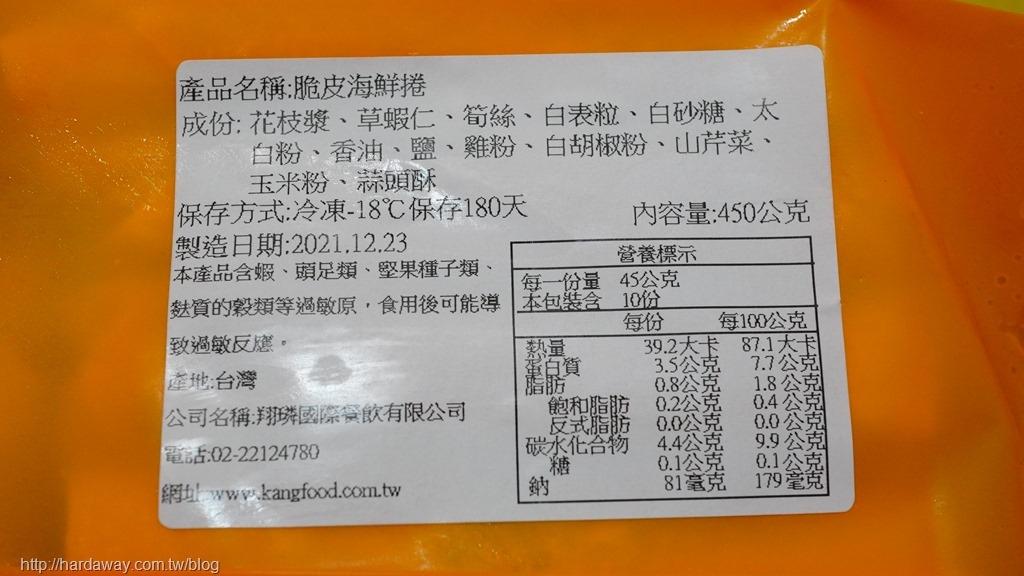 產品名稱:脆皮海鮮捲
成份: 花枝漿、草蝦仁、筍絲、白表粒、白砂糖、太
白粉、香油、鹽、雞粉、白胡椒粉、山芹菜、
玉米粉、蒜頭酥
保存方式:冷凍-18℃保存180天
內容量:450公克
製造日期:2021.12.23
本產品含蝦、頭足類、堅果種子類、
麩質的穀類等過敏原，食用後可能導
致過敏反應。
產地:台灣
公司名稱:翔璘國際餐飲有限公司
電話:02-22124780
網址:www.kangfood.com.tw
營養標示
每一份量 45公克
本包裝含 10份
每份 每100公克
熱量 39.2大卡 87.1大卡
蛋白質 3.5公克 7.7公克
脂肪 0.8公克 1.8公克
飽和脂肪 0.2公克 0.4公克
反式脂肪 0.0公克 0.0公克
碳水化合物 4.4公克 9.9公克
糖 0.1公克 0.1公克
鈉 81毫克 179毫克
http://hardaway.com.tw/blog